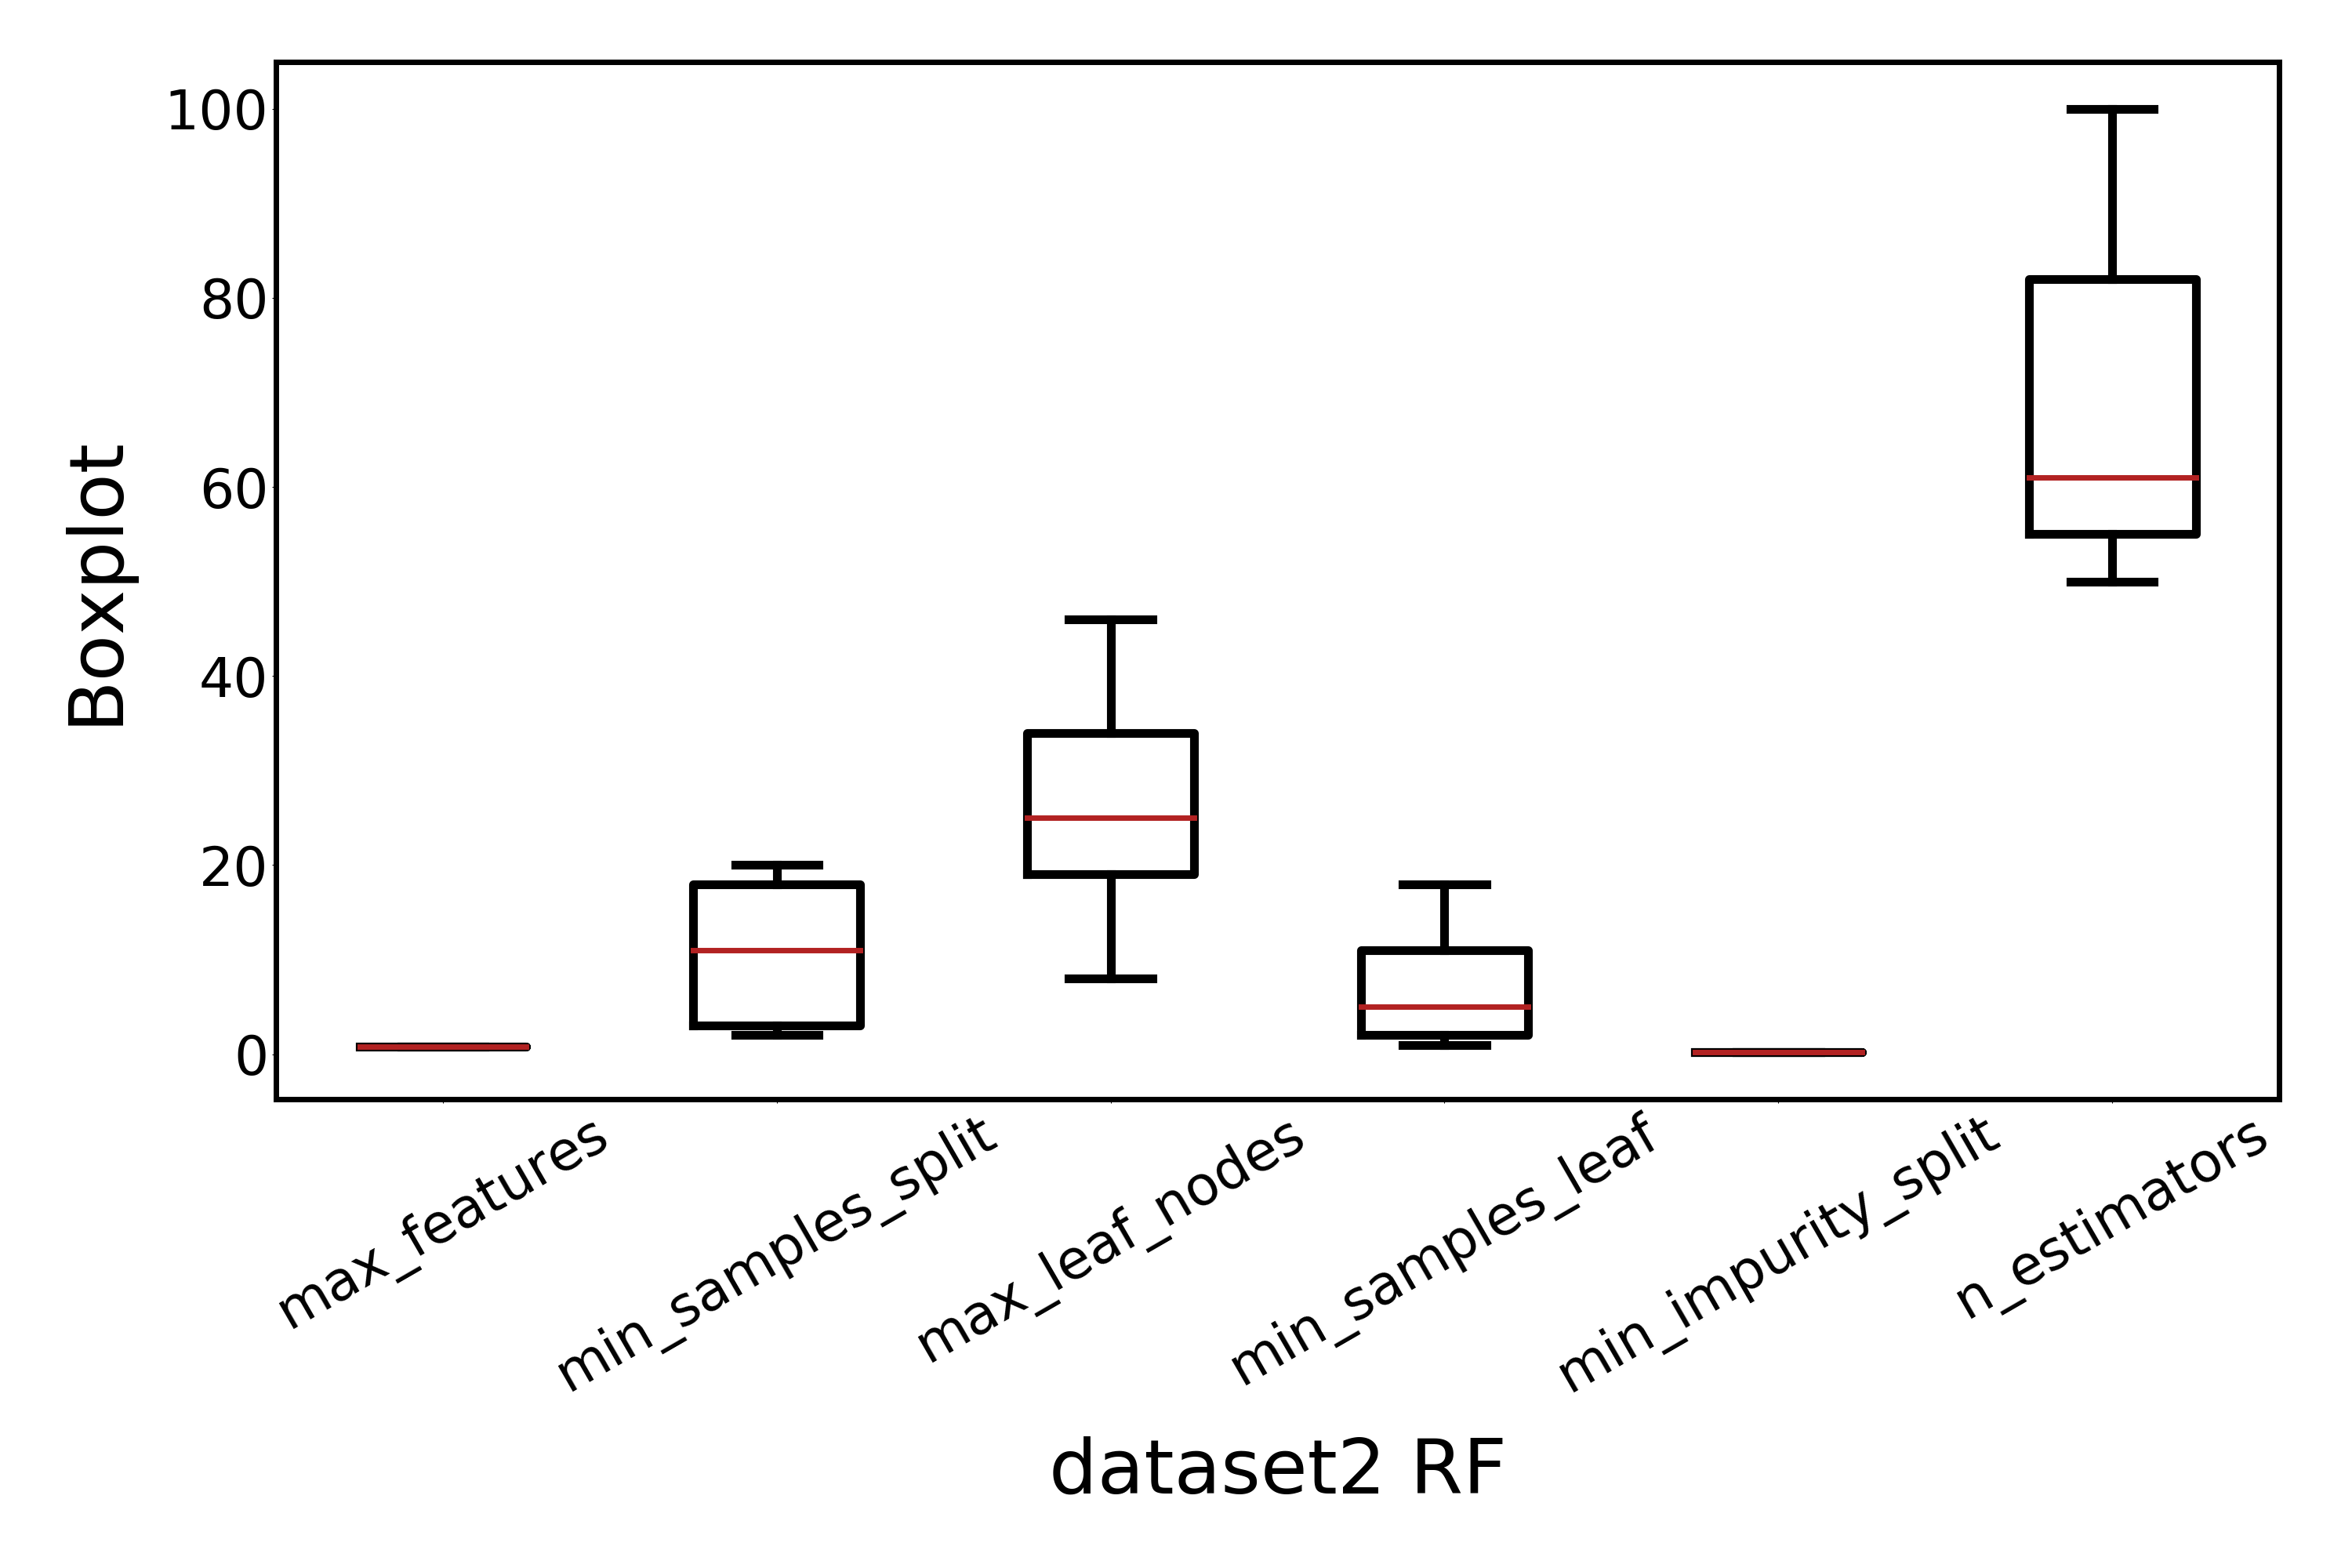 100
80
60
40
20
0
Boxplot
max_features
min_samples_split
max_leaf_nodes
min_samples_leaf
min_impurity_split
n_estimators
dataset2 RF